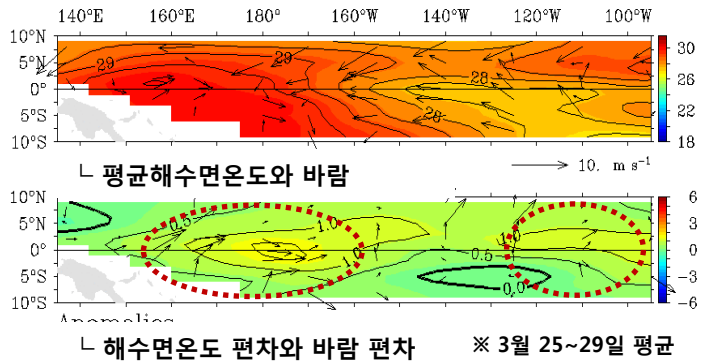 140°E 160°E 180° 160°W 140°W 120°W 100°W
10°N
5°N
0°
5°S
10°S
29
28
28
30
28
26
24
22
20
18
└ 평균해수면온도와 바람
10. m s⁻¹
10°N
5°N
0°
5°S
10°S
0.5
1.0
1.0
0.5
1.0
0.0
6
3
0
−3
−6
Anomalies
└ 해수면온도 편차와 바람 편차
※ 3월 25~29일 평균